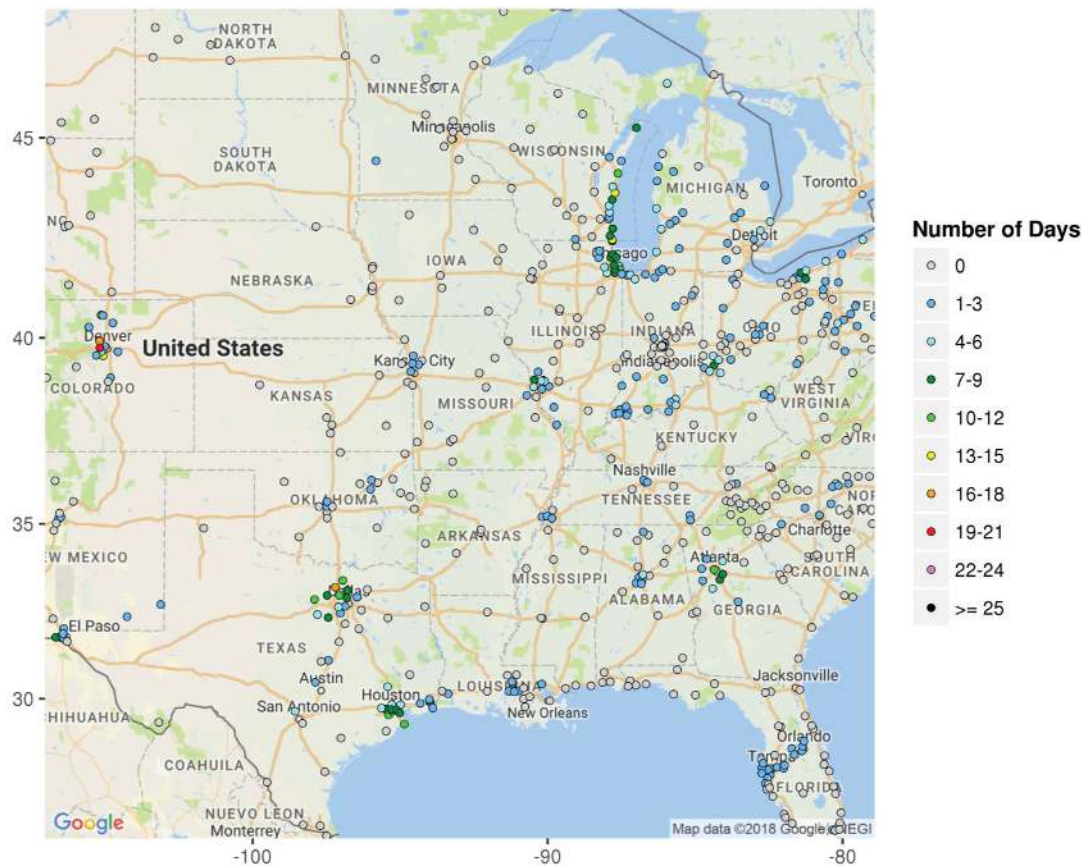 NORTH
DAKOTA
MINNESOTA
Minneapolis
45
WISCONSIN
SOUTH
DAKOTA
MICHIGAN
Toronto
Detroit
IOWA
NEBRASKA
40
Denver
United States
ILLINOIS
INDIANA
Indianapolis
Kansas City
COLORADO
KANSAS
MISSOURI
WEST
VIRGINIA
KENTUCKY
Nashville
OKLAHOMA
TENNESSEE
35
ARKANSAS
Charlotte
EW MEXICO
Atlanta
SOUTH
CAROLINA
MISSISSIPPI
ALABAMA
GEORGIA
El Paso
TEXAS
Austin
Jacksonville
30
Houston
LOUISIANA
San Antonio
New Orleans
CHIHUAHUA
Orlando
Tampa
COAHUILA
FLORIDA
NUEVO LEON
Monterrey
Google
Map data ©2018 Google, INEGI
-100
-90
-80
Number of Days
0
1-3
4-6
7-9
10-12
13-15
16-18
19-21
22-24
>= 25